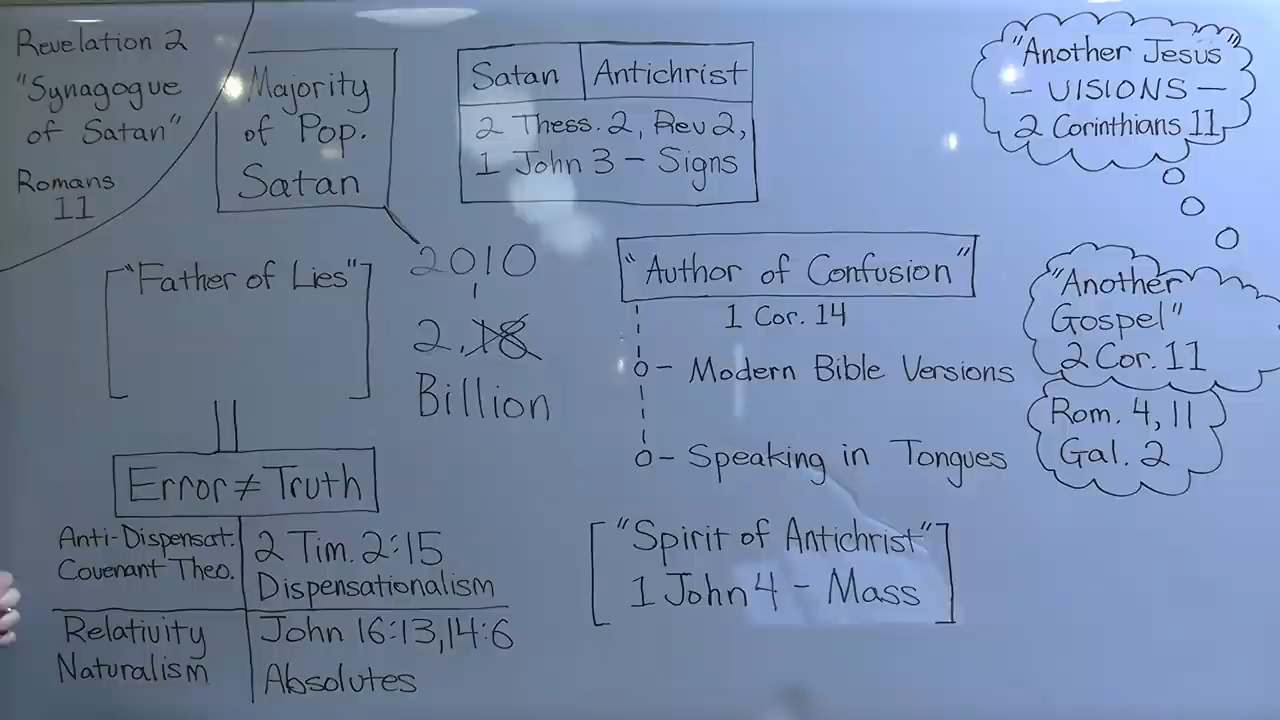 Revelation 2
"Synagogue
of Satan"
Romans
11
Majority
of Pop.
Satan
Satan Antichrist
2 Thess. 2, Rev 2,
1 John 3 - Signs
"Another Jesus"
- VISIONS -
2 Corinthians 11
"Father of Lies"
2010
2.18
Billion
"Author of Confusion"
1 Cor. 14
- Modern Bible Versions
- Speaking in Tongues
"Another
Gospel"
2 Cor. 11
Rom. 4, 11
Gal. 2
Error ≠ Truth
Anti-Dispensat.
Covenant Theo.
2 Tim. 2:15
Dispensationalism
Relativity
Naturalism
John 16:13, 14:6
Absolutes
"Spirit of Antichrist"
1 John 4 - Mass